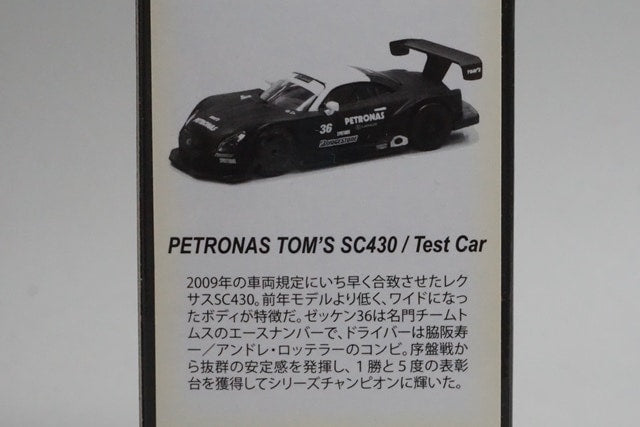 TOM'S
PETRONAS
36
PETRONAS
BRIDGESTONE
PETRONAS TOM'S SC430 / Test Car
2009年の車両規定にいち早く合致させたレク
サスSC430。前年モデルより低く、ワイドになっ
たボディが特徴だ。ゼッケン36は名門チームト
ムスのエースナンバーで、ドライバーは脇阪寿
一／アンドレ・ロッテラーのコンビ。序盤戦か
ら抜群の安定感を発揮し、１勝と５度の表彰
台を獲得してシリーズチャンピオンに輝いた。